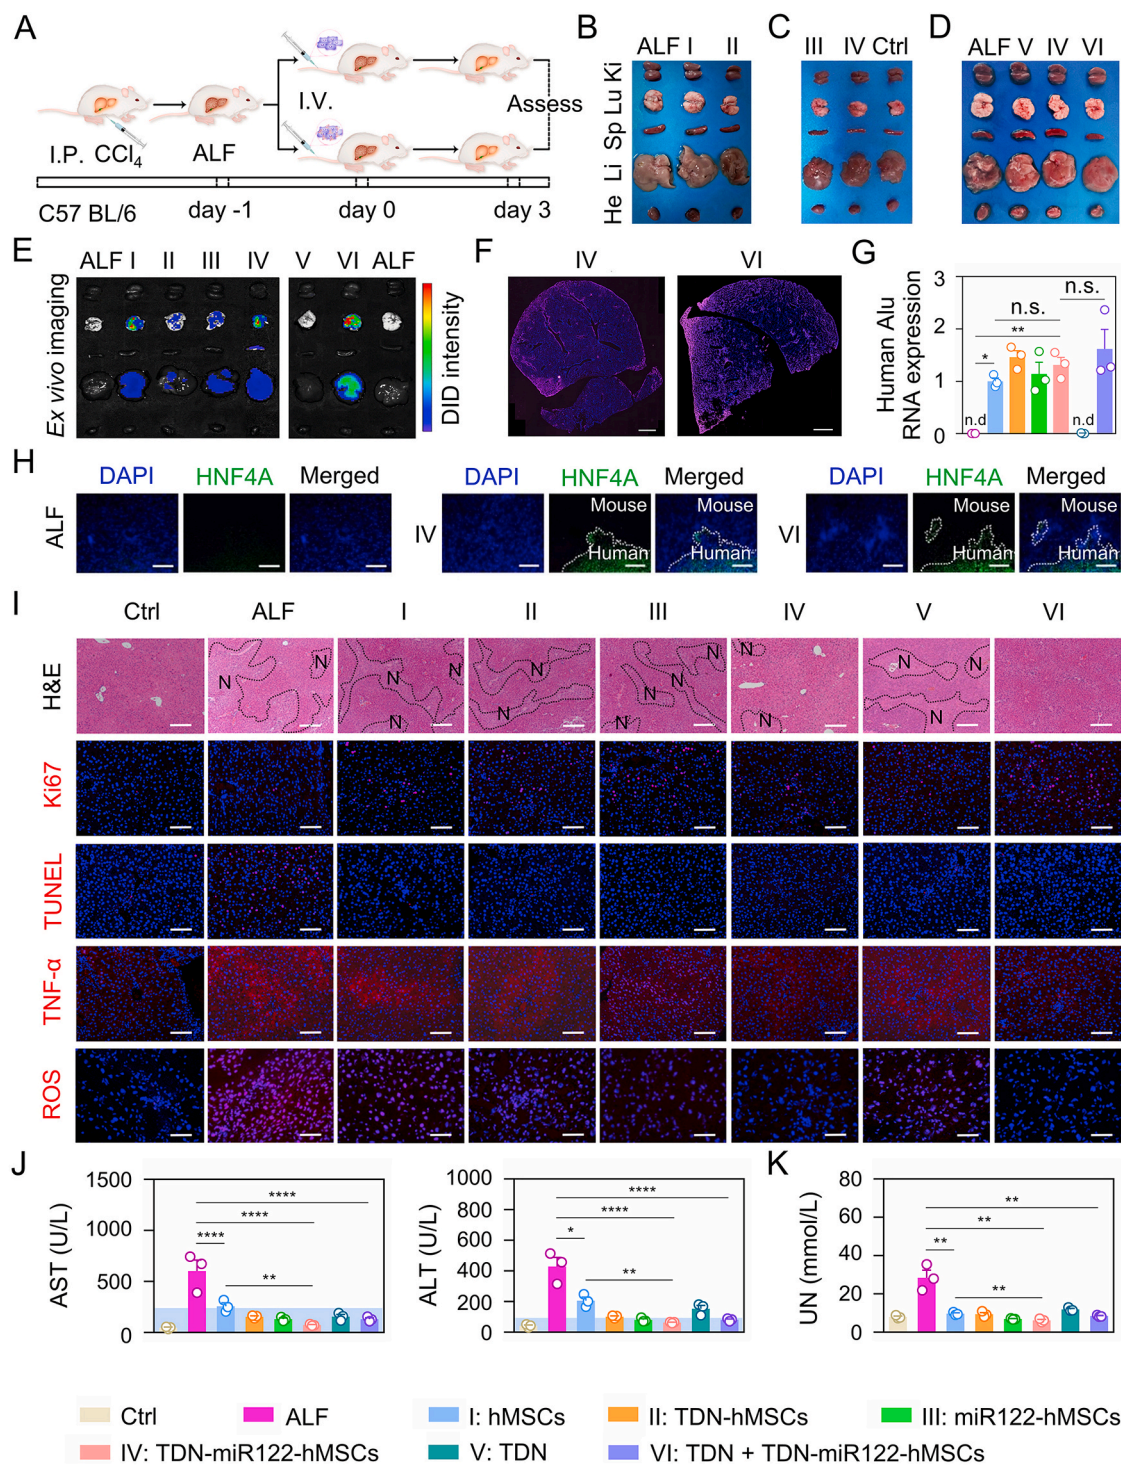 A
I.P. CCl4
ALF
I.V.
Assess
C57 BL/6
day -1
day 0
day 3
B
ALF I II
Ki
Lu
Sp
Li
He
C
III IV Ctrl
D
ALF V IV VI
E
ALF I II III IV V VI ALF
Ex vivo imaging
DID intensity
F
IV VI
G
Human Alu
RNA expression
3
2
1
0
n.d
*
**
n.s.
n.s.
n.d
H
DAPI HNF4A Merged
ALF
DAPI HNF4A Merged
IV
Mouse
Human
Mouse
Human
DAPI HNF4A Merged
VI
Mouse
Human
Mouse
Human
I
Ctrl ALF I II III IV V VI
H&E
N N
N N N
N N
N N N
N N
N N N
Ki67
TUNEL
TNF-α
ROS
J
AST (U/L)
1500
1000
500
0
****
****
****
**
ALT (U/L)
1000
800
600
400
200
0
****
****
*
**
K
UN (mmol/L)
80
60
40
20
0
**
**
**
**
Ctrl ALF I: hMSCs II: TDN-hMSCs III: miR122-hMSCs
IV: TDN-miR122-hMSCs V: TDN VI: TDN + TDN-miR122-hMSCs